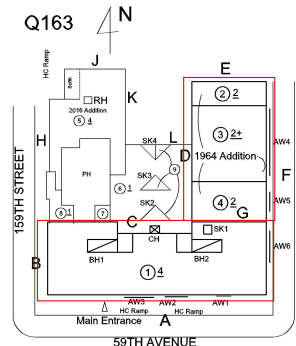 Q163
N
J
E
HC Ramp
Solfit
RH
2016 Addition
5 4
K
2 2
SK4
L
D
3 2+
AW4
1964 Addition
H
PH
SK3
9
F
6 1
159TH STREET
4 2
AW5
8 1
7
SK2
C
G
SK1
CH
AW6
B
BH1
BH2
1 4
AW3
AW2
AW1
HC Ramp
HC Ramp
Main Entrance
A
59TH AVENUE